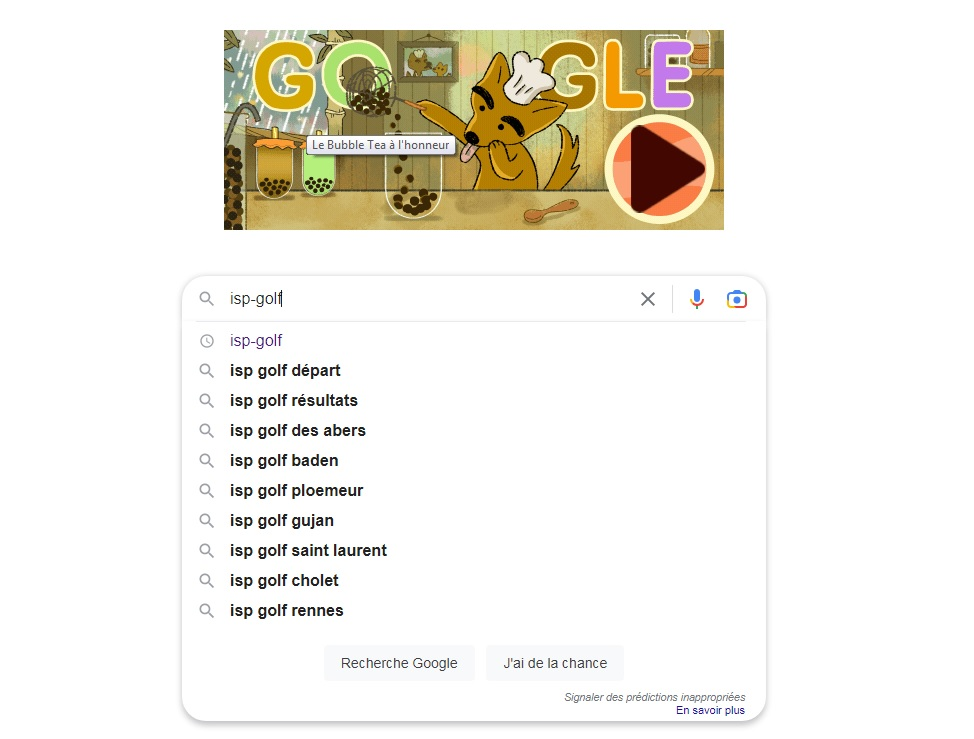 GOOGLE
Le Bubble Tea à l'honneur
isp-golf
isp-golf
isp golf départ
isp golf résultats
isp golf des abers
isp golf baden
isp golf ploemeur
isp golf gujan
isp golf saint laurent
isp golf cholet
isp golf rennes
Recherche Google J'ai de la chance
Signaler des prédictions inappropriées
En savoir plus